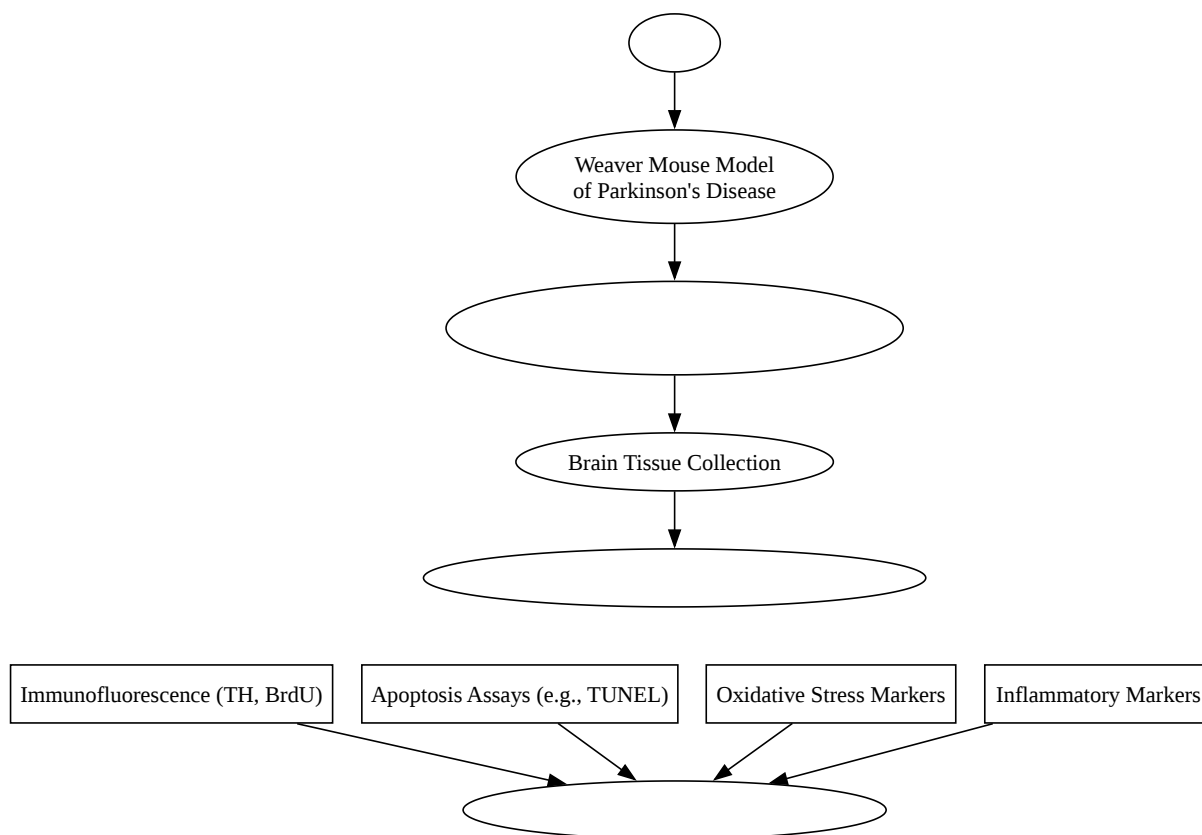 Weaver Mouse Model
of Parkinson's Disease
Brain Tissue Collection
Immunofluorescence (TH, BrdU)
Apoptosis Assays (e.g., TUNEL)
Oxidative Stress Markers
Inflammatory Markers